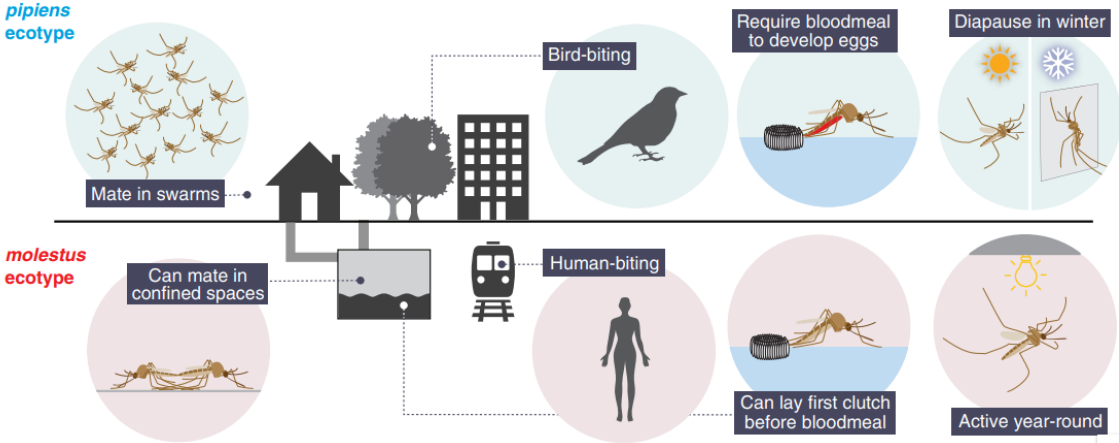 pipiens
ecotype
Mate in swarms
Bird-biting
Require bloodmeal
to develop eggs
Diapause in winter
molestus
ecotype
Can mate in
confined spaces
Human-biting
Can lay first clutch
before bloodmeal
Active year-round